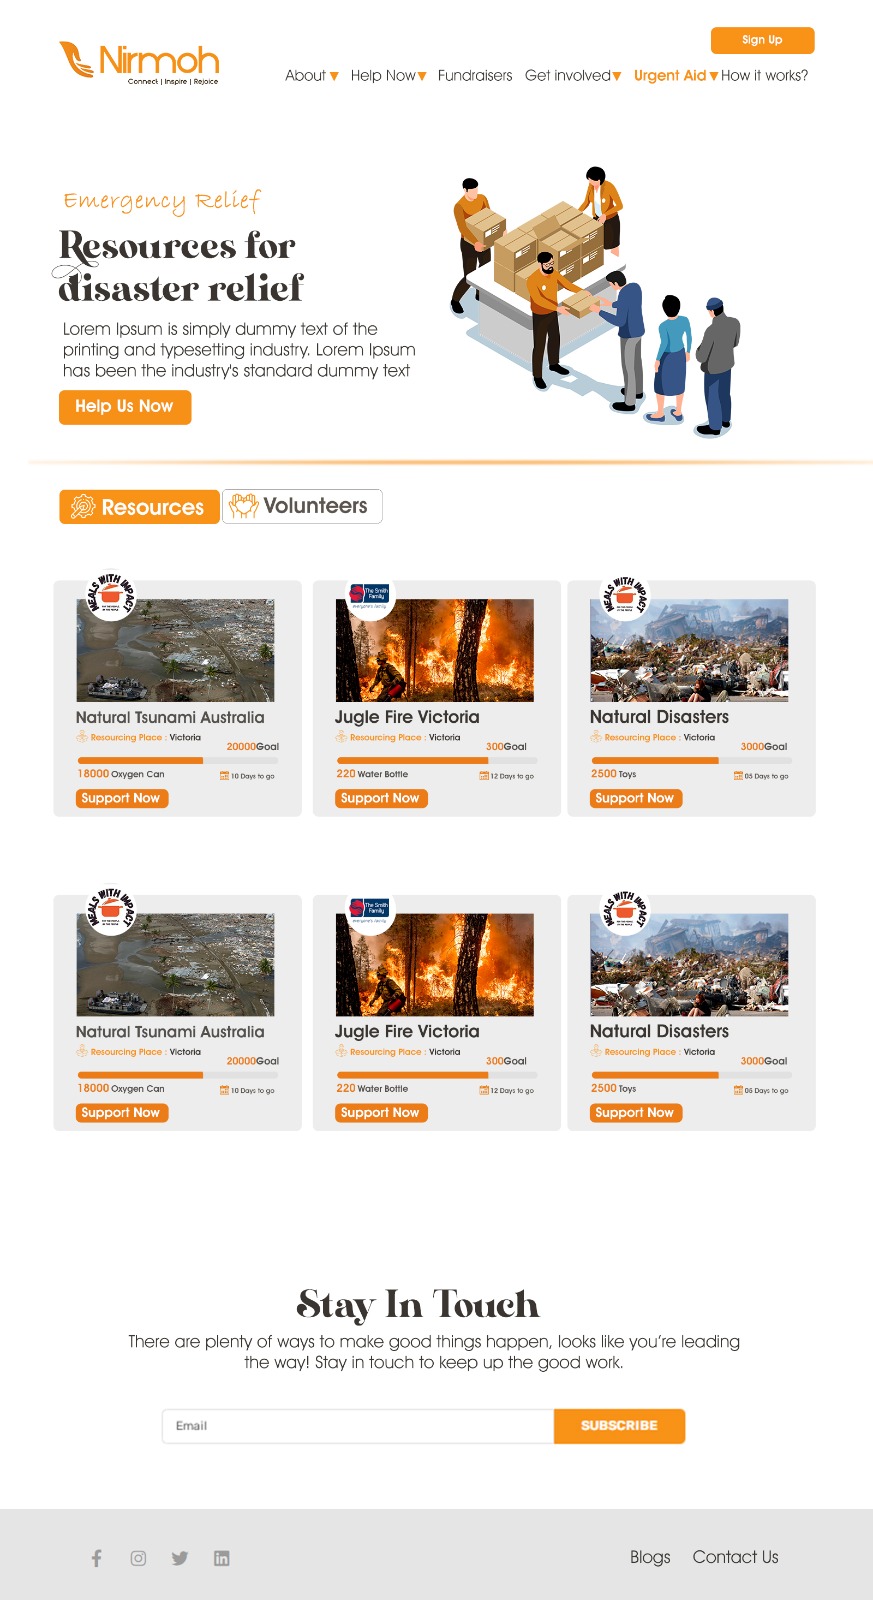 Sign Up
Nirmoh
Connect | Inspire | Rejoice
About Help Now Fundraisers Get involved Urgent Aid How it works?
Emergency Relief
Resources for
disaster relief
Lorem Ipsum is simply dummy text of the
printing and typesetting industry. Lorem Ipsum
has been the industry's standard dummy text
Help Us Now
Resources Volunteers
MEALS WITH IMPACT
Natural Tsunami Australia
Resourcing Place : Victoria
20000Goal
18000 Oxygen Can
10 Days to go
Support Now
The Smith
Family
everyone's family
Jugle Fire Victoria
Resourcing Place : Victoria
300Goal
220 Water Bottle
12 Days to go
Support Now
MEALS WITH IMPACT
Natural Disasters
Resourcing Place : Victoria
3000Goal
2500 Toys
05 Days to go
Support Now
MEALS WITH IMPACT
Natural Tsunami Australia
Resourcing Place : Victoria
20000Goal
18000 Oxygen Can
10 Days to go
Support Now
The Smith
Family
everyone's family
Jugle Fire Victoria
Resourcing Place : Victoria
300Goal
220 Water Bottle
12 Days to go
Support Now
MEALS WITH IMPACT
Natural Disasters
Resourcing Place : Victoria
3000Goal
2500 Toys
05 Days to go
Support Now
Stay In Touch
There are plenty of ways to make good things happen, looks like you're leading
the way! Stay in touch to keep up the good work.
Email
SUBSCRIBE
Blogs Contact Us